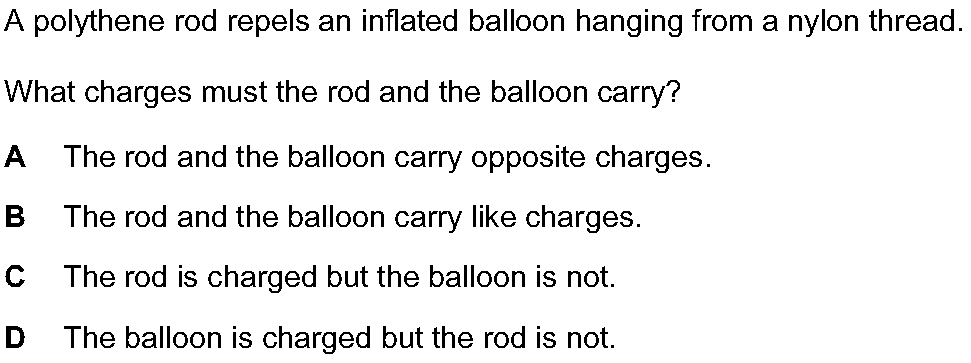 A polythene rod repels an inflated balloon hanging from a nylon thread.
What charges must the rod and the balloon carry?
A The rod and the balloon carry opposite charges.
B The rod and the balloon carry like charges.
C The rod is charged but the balloon is not.
D The balloon is charged but the rod is not.